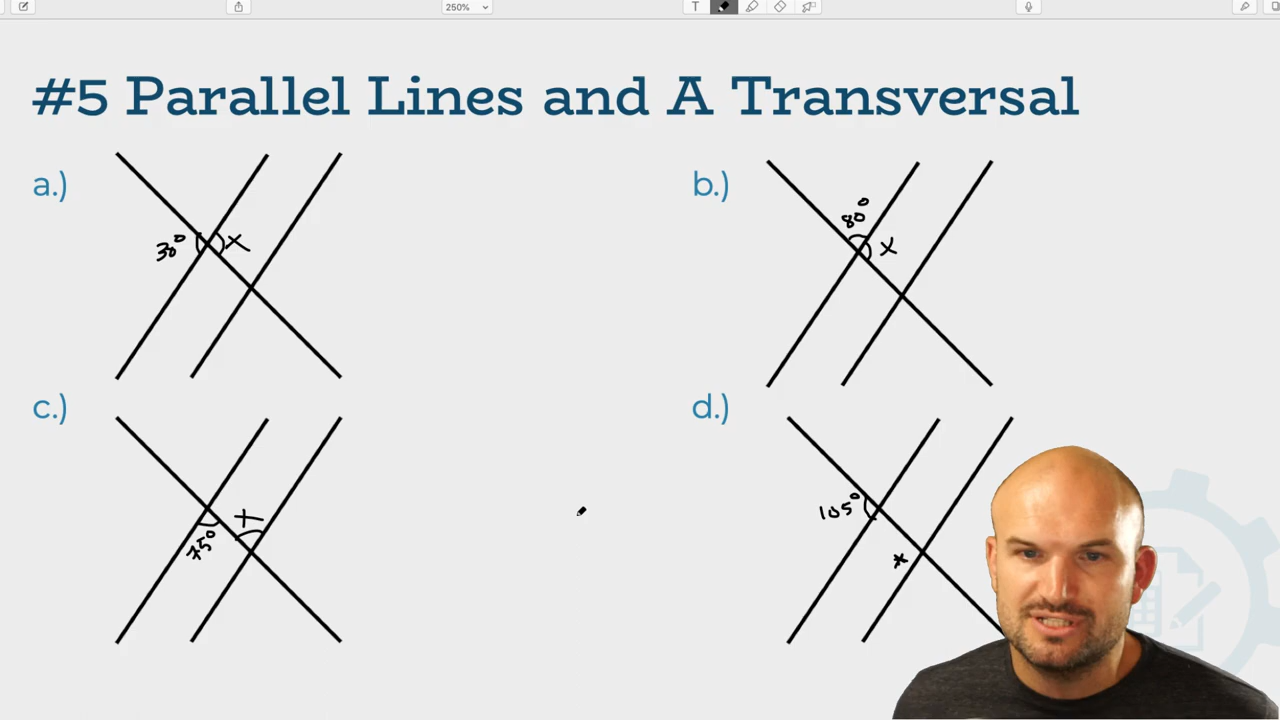 250%
T
#5 Parallel Lines and A Transversal
a.)
30° x
b.)
80°
x
c.)
x
75°
d.)
105°
x